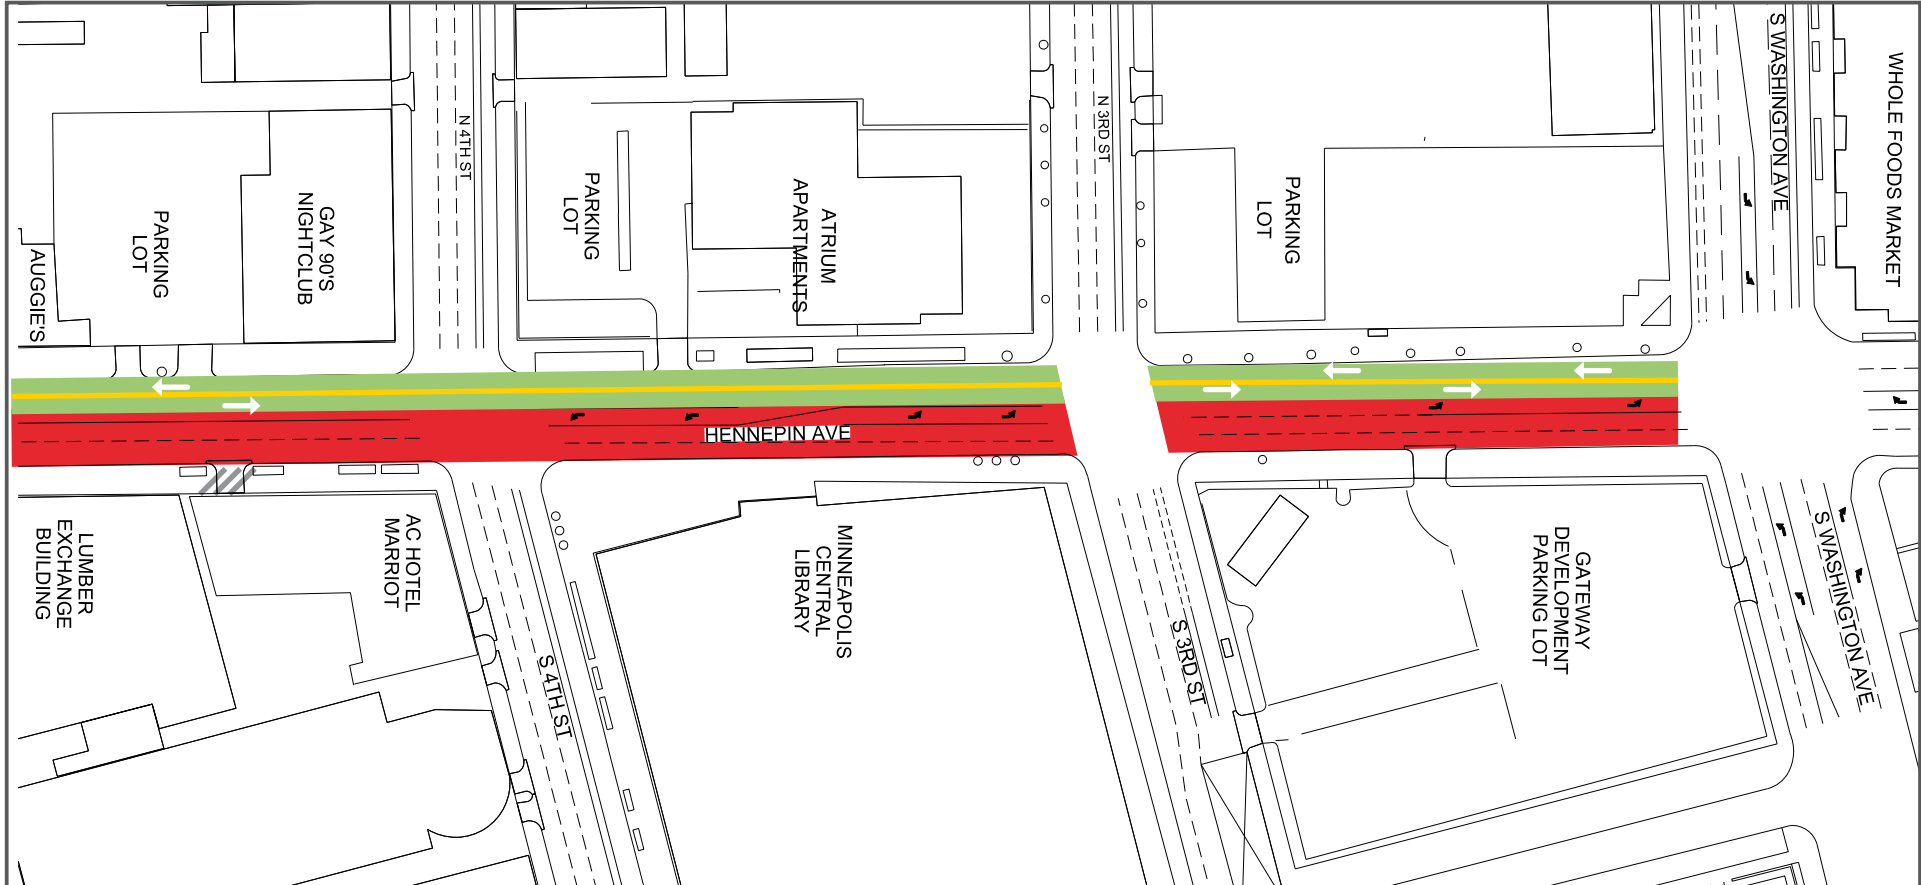 S WASHINGTON AVE
WHOLE FOODS MARKET
N 4TH ST
N 3RD ST
PARKING
LOT
GAY 90'S
NIGHTCLUB
AUGGIE'S
PARKING
LOT
ATRIUM
APARTMENTS
PARKING
LOT
HENNEPIN AVE
LUMBER
EXCHANGE
BUILDING
AC HOTEL
MARRIOT
S 4TH ST
MINNEAPOLIS
CENTRAL
LIBRARY
S 3RD ST
GATEWAY
DEVELOPMENT
PARKING LOT
S WASHINGTON AVE